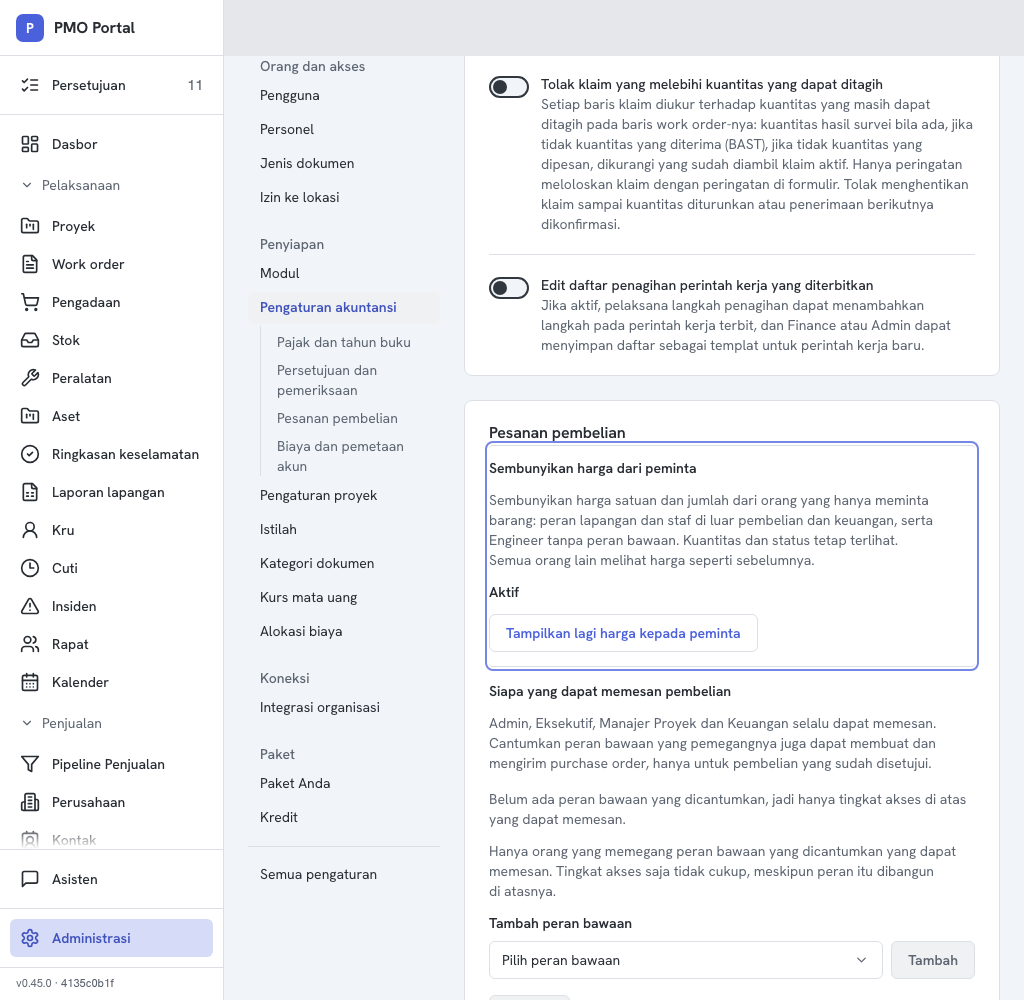 P PMO Portal
Persetujuan 11
Dasbor
Pelaksanaan
Proyek
Work order
Pengadaan
Stok
Peralatan
Aset
Ringkasan keselamatan
Laporan lapangan
Kru
Cuti
Insiden
Rapat
Kalender
Penjualan
Pipeline Penjualan
Perusahaan
Kontak
Asisten
Administrasi
v0.45.0 · 4135c0b1f
Orang dan akses
Pengguna
Personel
Jenis dokumen
Izin ke lokasi
Penyiapan
Modul
Pengaturan akuntansi
Pajak dan tahun buku
Persetujuan dan
pemeriksaan
Pesanan pembelian
Biaya dan pemetaan
akun
Pengaturan proyek
Istilah
Kategori dokumen
Kurs mata uang
Alokasi biaya
Koneksi
Integrasi organisasi
Paket
Paket Anda
Kredit
Semua pengaturan
Tolak klaim yang melebihi kuantitas yang dapat ditagih
Setiap baris klaim diukur terhadap kuantitas yang masih dapat
ditagih pada baris work order-nya: kuantitas hasil survei bila ada, jika
tidak kuantitas yang diterima (BAST), jika tidak kuantitas yang
dipesan, dikurangi yang sudah diambil klaim aktif. Hanya peringatan
meloloskan klaim dengan peringatan di formulir. Tolak menghentikan
klaim sampai kuantitas diturunkan atau penerimaan berikutnya
dikonfirmasi.
Edit daftar penagihan perintah kerja yang diterbitkan
Jika aktif, pelaksana langkah penagihan dapat menambahkan
langkah pada perintah kerja terbit, dan Finance atau Admin dapat
menyimpan daftar sebagai templat untuk perintah kerja baru.
Pesanan pembelian
Sembunyikan harga dari peminta
Sembunyikan harga satuan dan jumlah dari orang yang hanya meminta
barang: peran lapangan dan staf di luar pembelian dan keuangan, serta
Engineer tanpa peran bawaan. Kuantitas dan status tetap terlihat.
Semua orang lain melihat harga seperti sebelumnya.
Aktif
Tampilkan lagi harga kepada peminta
Siapa yang dapat memesan pembelian
Admin, Eksekutif, Manajer Proyek dan Keuangan selalu dapat memesan.
Cantumkan peran bawaan yang pemegangnya juga dapat membuat dan
mengirim purchase order, hanya untuk pembelian yang sudah disetujui.
Belum ada peran bawaan yang dicantumkan, jadi hanya tingkat akses di atas
yang dapat memesan.
Hanya orang yang memegang peran bawaan yang dicantumkan yang dapat
memesan. Tingkat akses saja tidak cukup, meskipun peran itu dibangun
di atasnya.
Tambah peran bawaan
Pilih peran bawaan
Tambah